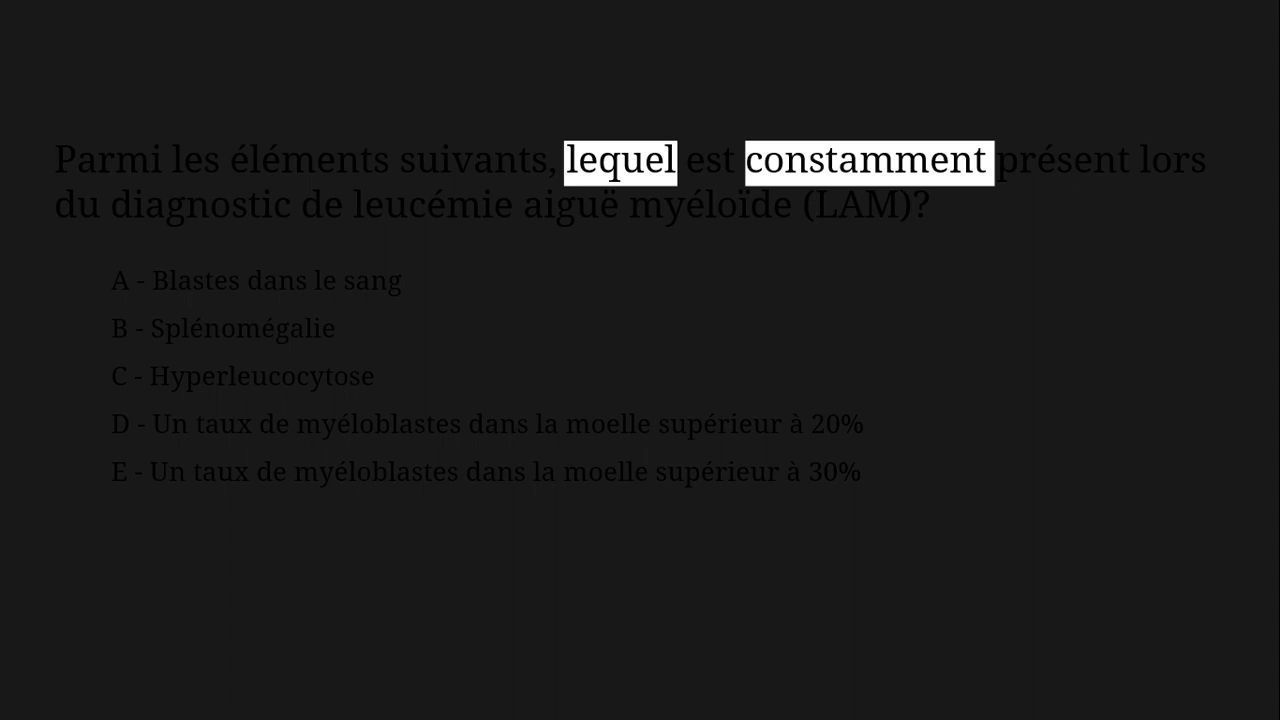 Parmi les éléments suivants, lequel est constamment présent lors
du diagnostic de leucémie aiguë myéloïde (LAM)?
A - Blastes dans le sang
B - Splénomégalie
C - Hyperleucocytose
D - Un taux de myéloblastes dans la moelle supérieur à 20%
E - Un taux de myéloblastes dans la moelle supérieur à 30%